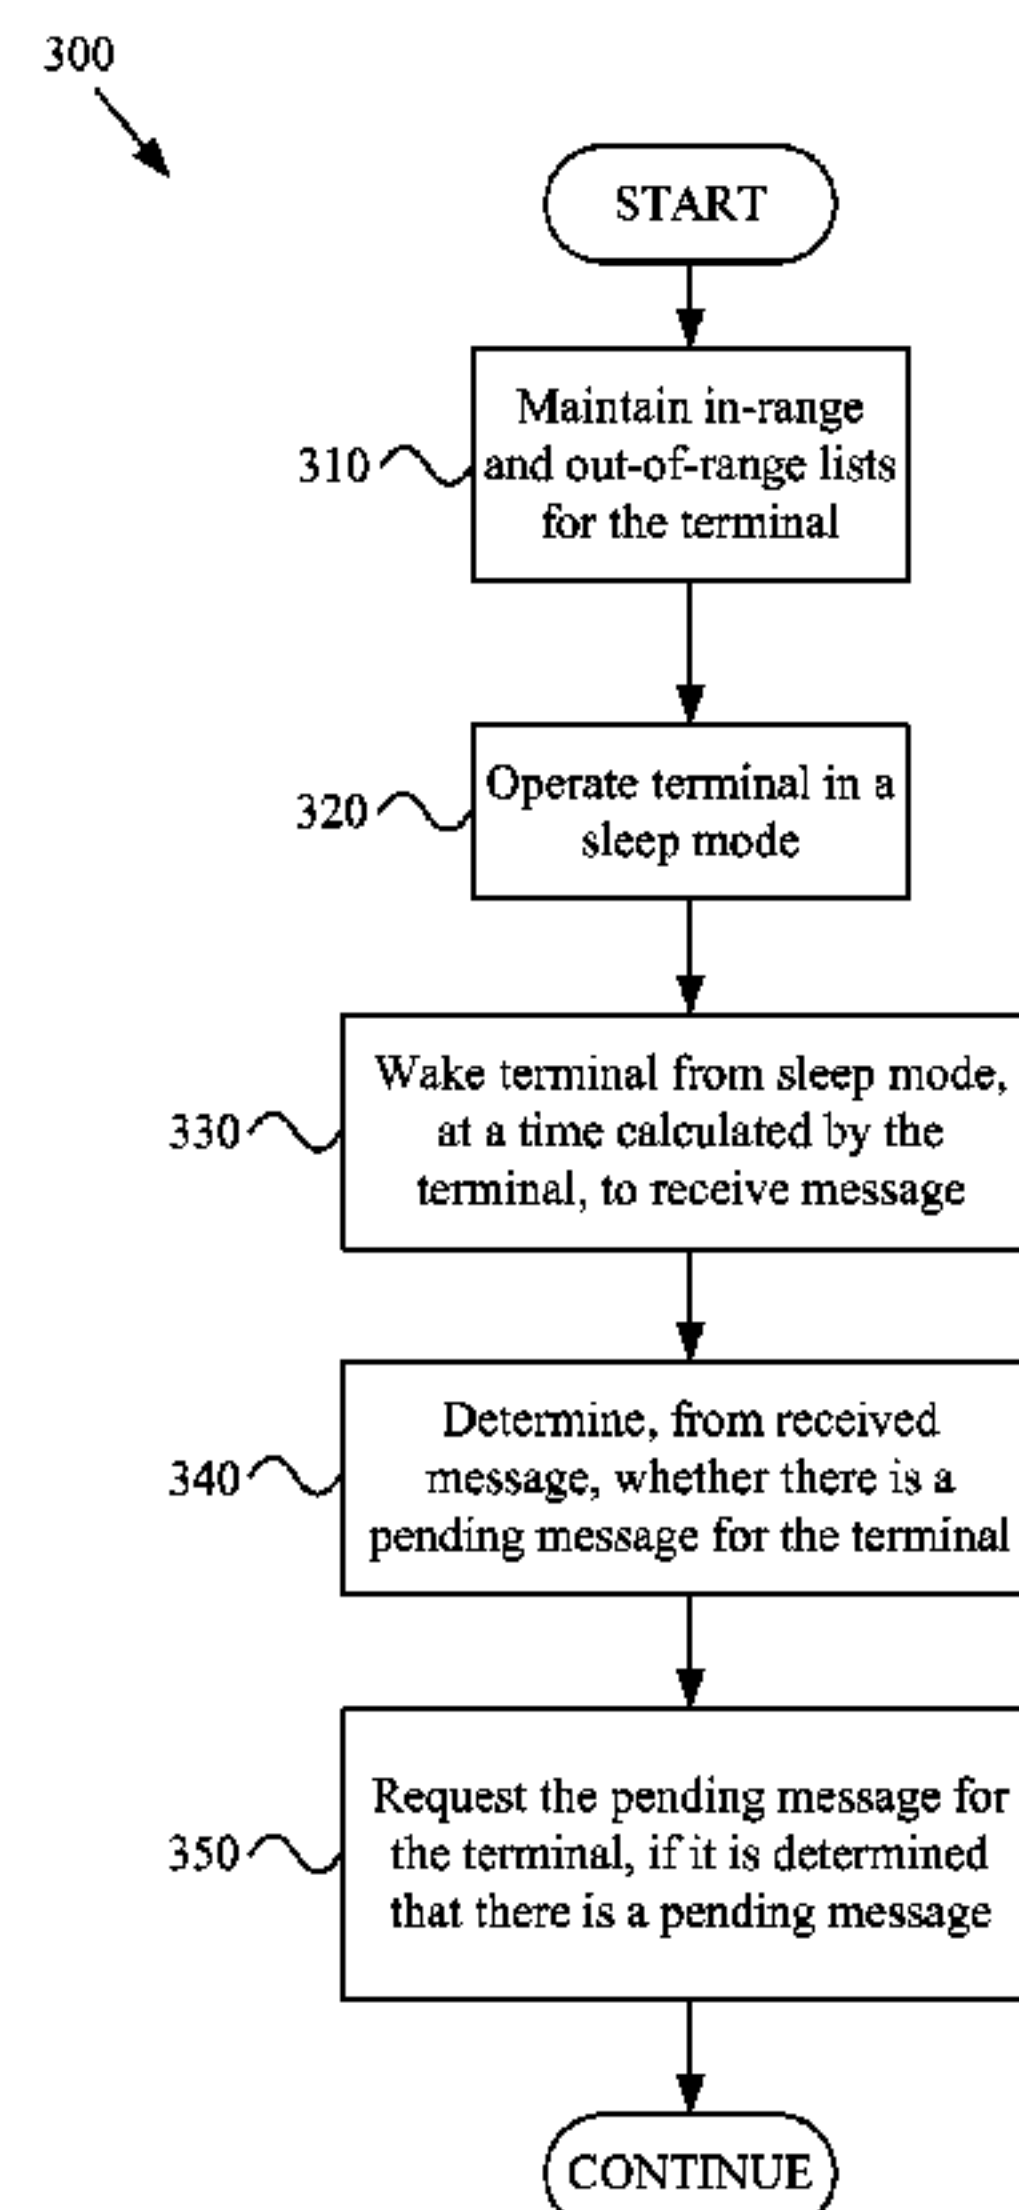 300
START
Maintain in-range
and out-of-range lists
for the terminal
310
Operate terminal in a
sleep mode
320
Wake terminal from sleep mode,
at a time calculated by the
terminal, to receive message
330
Determine, from received
message, whether there is a
pending message for the terminal
340
Request the pending message for
the terminal, if it is determined
that there is a pending message
350
CONTINUE